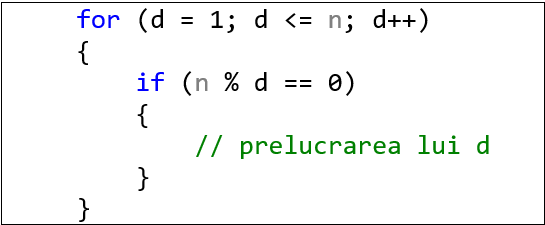 for (d = 1; d <= n; d++)
{
    if (n % d == 0)
    {
        // prelucrarea lui d
    }
}